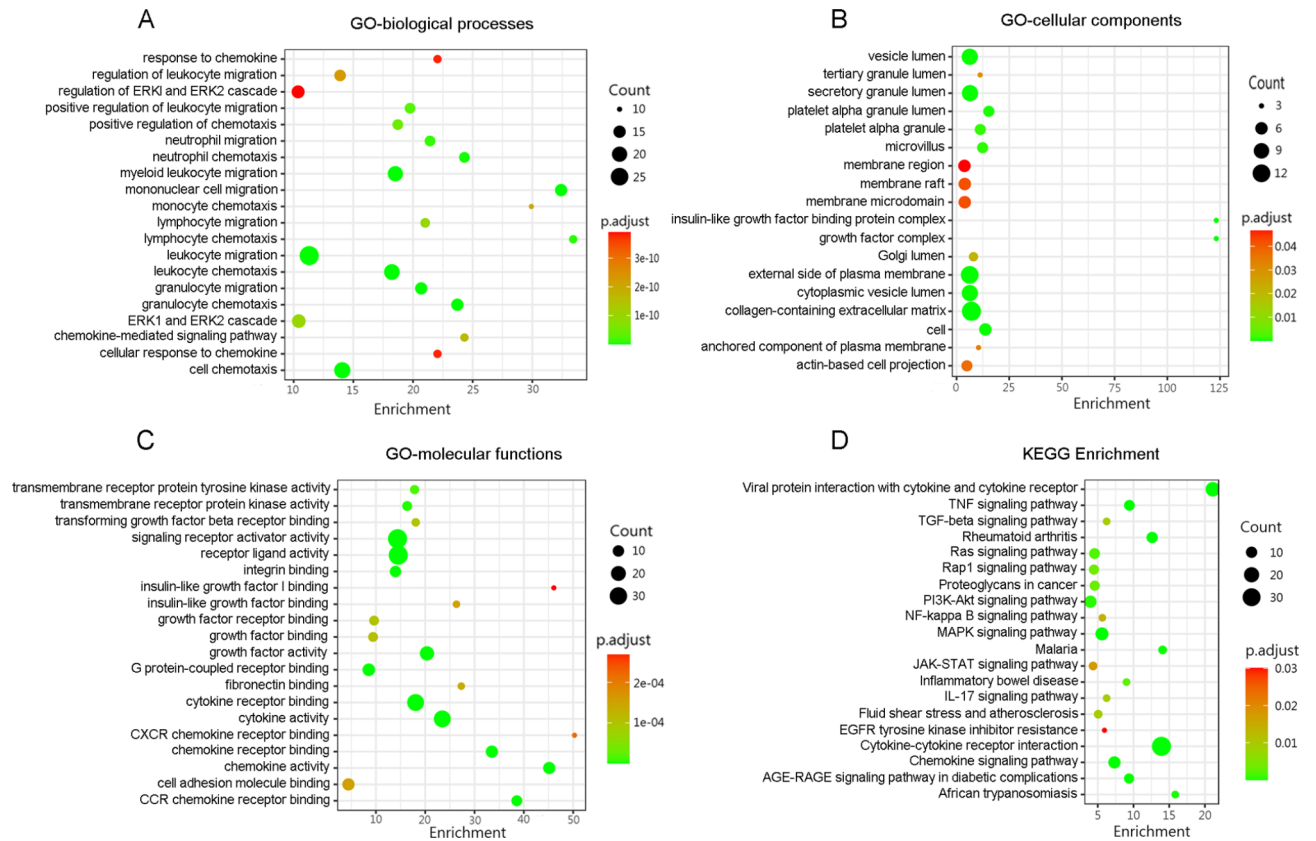 A
GO-biological processes
response to chemokine
regulation of leukocyte migration
regulation of ERKI and ERK2 cascade
positive regulation of leukocyte migration
positive regulation of chemotaxis
neutrophil migration
neutrophil chemotaxis
myeloid leukocyte migration
mononuclear cell migration
monocyte chemotaxis
lymphocyte migration
lymphocyte chemotaxis
leukocyte migration
leukocyte chemotaxis
granulocyte migration
granulocyte chemotaxis
ERK1 and ERK2 cascade
chemokine-mediated signaling pathway
cellular response to chemokine
cell chemotaxis
10 15 20 25 30
Enrichment
Count
10
15
20
25
p.adjust
3e-10
2e-10
1e-10
B
GO-cellular components
vesicle lumen
tertiary granule lumen
secretory granule lumen
platelet alpha granule lumen
platelet alpha granule
microvillus
membrane region
membrane raft
membrane microdomain
insulin-like growth factor binding protein complex
growth factor complex
Golgi lumen
external side of plasma membrane
cytoplasmic vesicle lumen
collagen-containing extracellular matrix
cell
anchored component of plasma membrane
actin-based cell projection
0 25 50 75 100 125
Enrichment
Count
3
6
9
12
p.adjust
0.04
0.03
0.02
0.01
C
GO-molecular functions
transmembrane receptor protein tyrosine kinase activity
transmembrane receptor protein kinase activity
transforming growth factor beta receptor binding
signaling receptor activator activity
receptor ligand activity
integrin binding
insulin-like growth factor I binding
insulin-like growth factor binding
growth factor receptor binding
growth factor binding
growth factor activity
G protein-coupled receptor binding
fibronectin binding
cytokine receptor binding
cytokine activity
CXCR chemokine receptor binding
chemokine receptor binding
chemokine activity
cell adhesion molecule binding
CCR chemokine receptor binding
10 20 30 40 50
Enrichment
Count
10
20
30
p.adjust
2e-04
1e-04
D
KEGG Enrichment
Viral protein interaction with cytokine and cytokine receptor
TNF signaling pathway
TGF-beta signaling pathway
Rheumatoid arthritis
Ras signaling pathway
Rap1 signaling pathway
Proteoglycans in cancer
PI3K-Akt signaling pathway
NF-kappa B signaling pathway
MAPK signaling pathway
Malaria
JAK-STAT signaling pathway
Inflammatory bowel disease
IL-17 signaling pathway
Fluid shear stress and atherosclerosis
EGFR tyrosine kinase inhibitor resistance
Cytokine-cytokine receptor interaction
Chemokine signaling pathway
AGE-RAGE signaling pathway in diabetic complications
African trypanosomiasis
5 10 15 20
Enrichment
Count
10
20
30
p.adjust
0.03
0.02
0.01